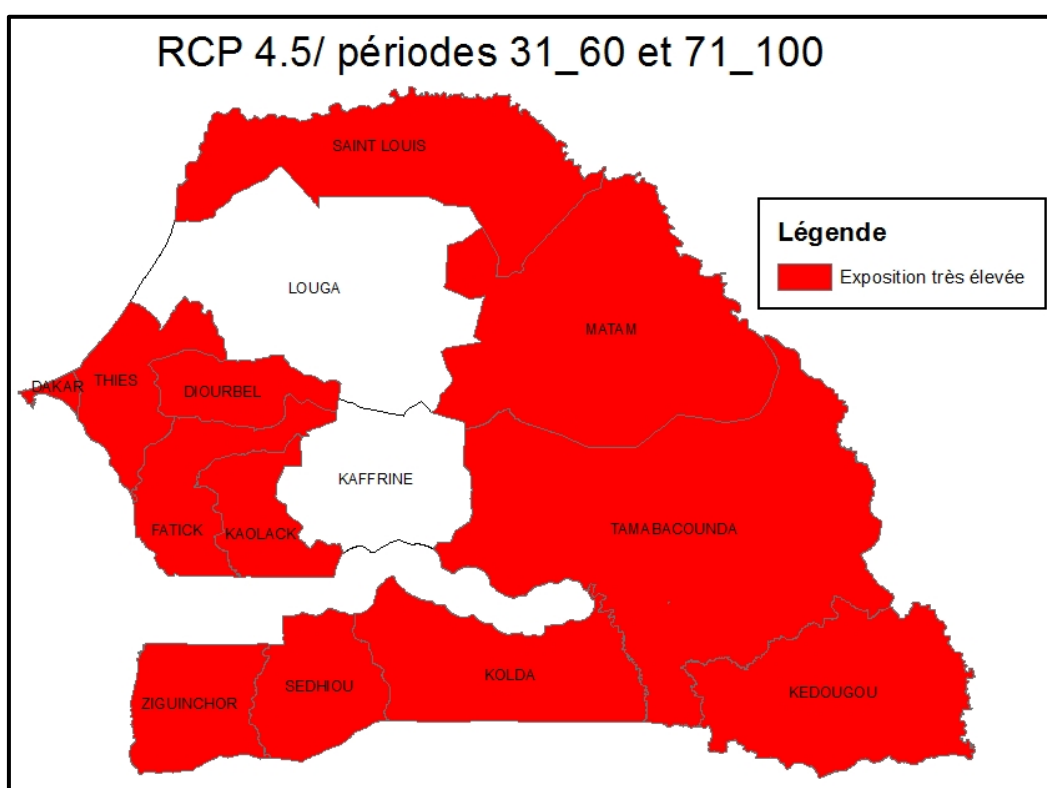 RCP 4.5/ périodes 31_60 et 71_100
SAINT LOUIS
Légende
Exposition très élevée
LOUGA
MATAM
DAKAR
THIES
DIOURBEL
KAFFRINE
FATICK
KAOLACK
TAMABACOUNDA
ZIGUINCHOR
SEDHIOU
KOLDA
KEDOUGOU